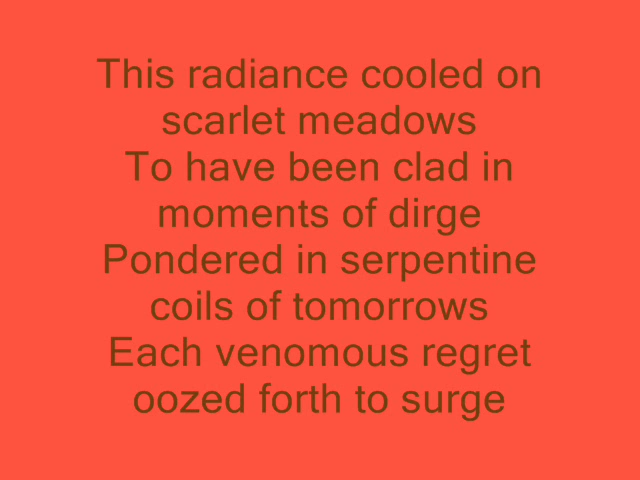 This radiance cooled on
scarlet meadows
To have been clad in
moments of dirge
Pondered in serpentine
coils of tomorrows
Each venomous regret
oozed forth to surge